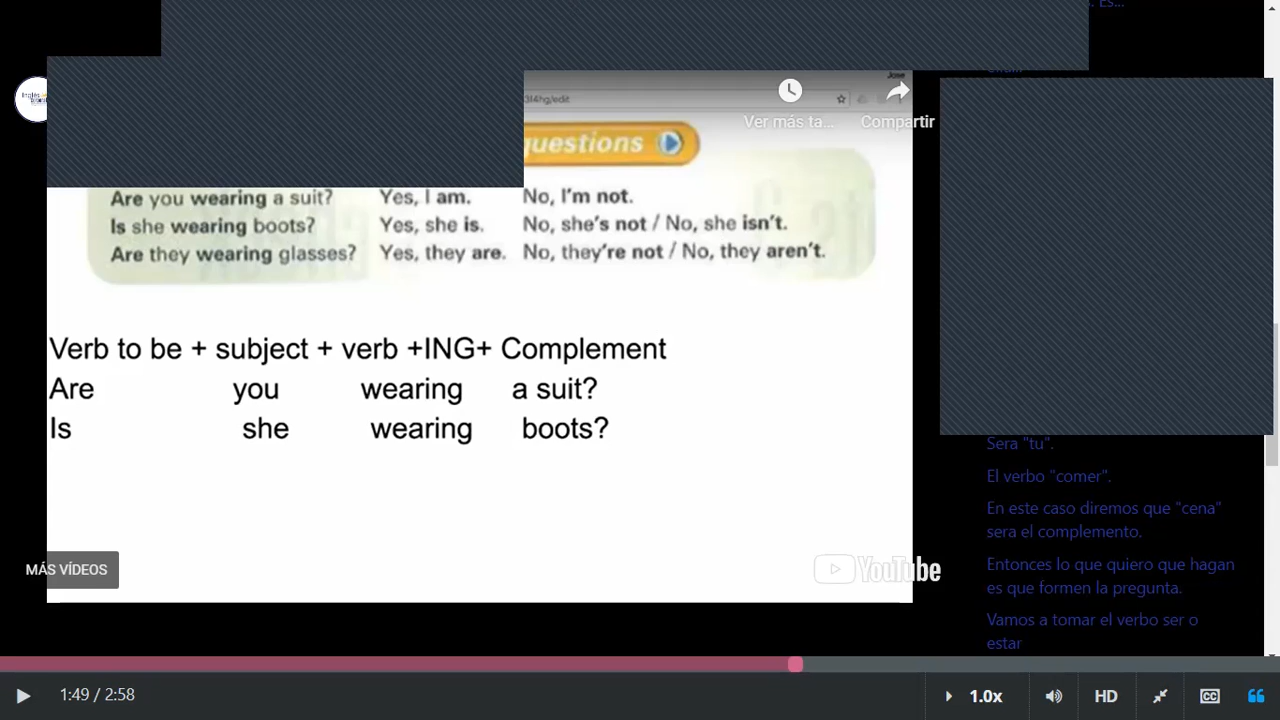 Jose
Ver más ta...
Compartir
questions
Are you wearing a suit? Yes, I am. No, I'm not.
Is she wearing boots? Yes, she is. No, she's not / No, she isn't.
Are they wearing glasses? Yes, they are. No, they're not / No, they aren't.
Verb to be + subject + verb +ING+ Complement
Are you wearing a suit?
Is she wearing boots?
MÁS VÍDEOS
YouTube
Sera "tu".
El verbo "comer".
En este caso diremos que "cena"
sera el complemento.
Entonces lo que quiero que hagan
es que formen la pregunta.
Vamos a tomar el verbo ser o
estar
1:49 / 2:58
1.0x
HD
CC